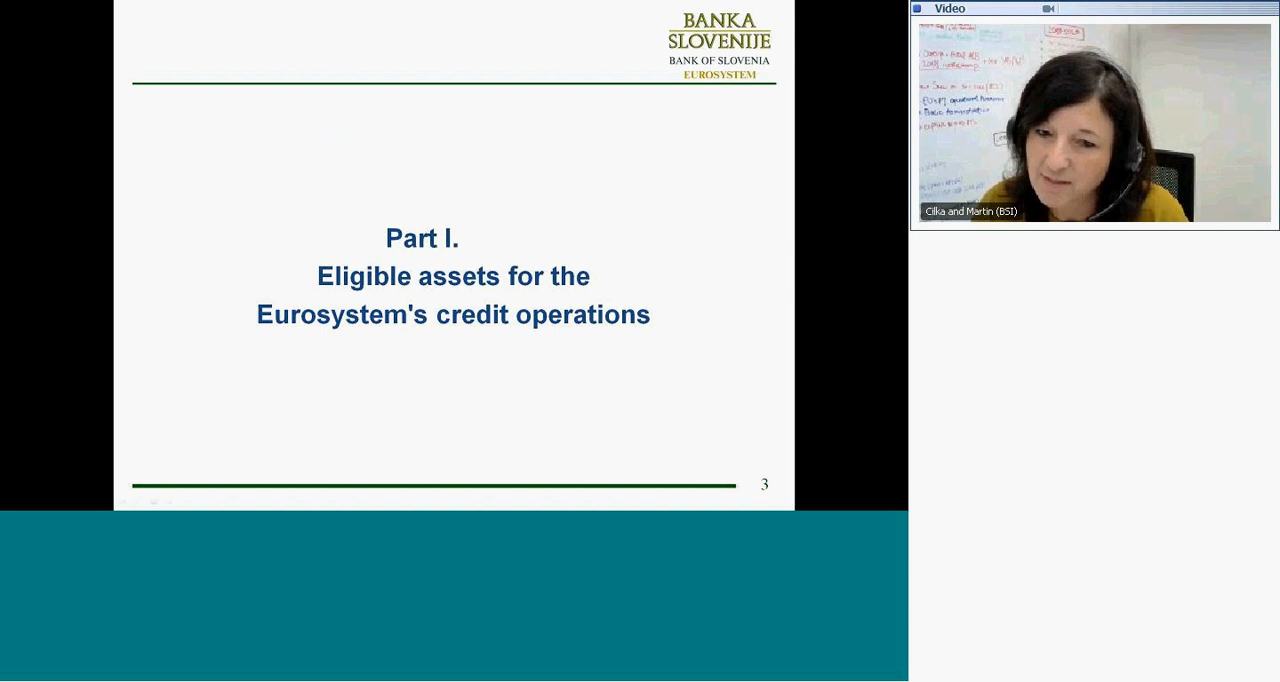 BANKA
SLOVENIJE
BANK OF SLOVENIA
EUROSYSTEM
Part I.
Eligible assets for the
Eurosystem's credit operations
3
Video
Cilka and Martin (BSI)